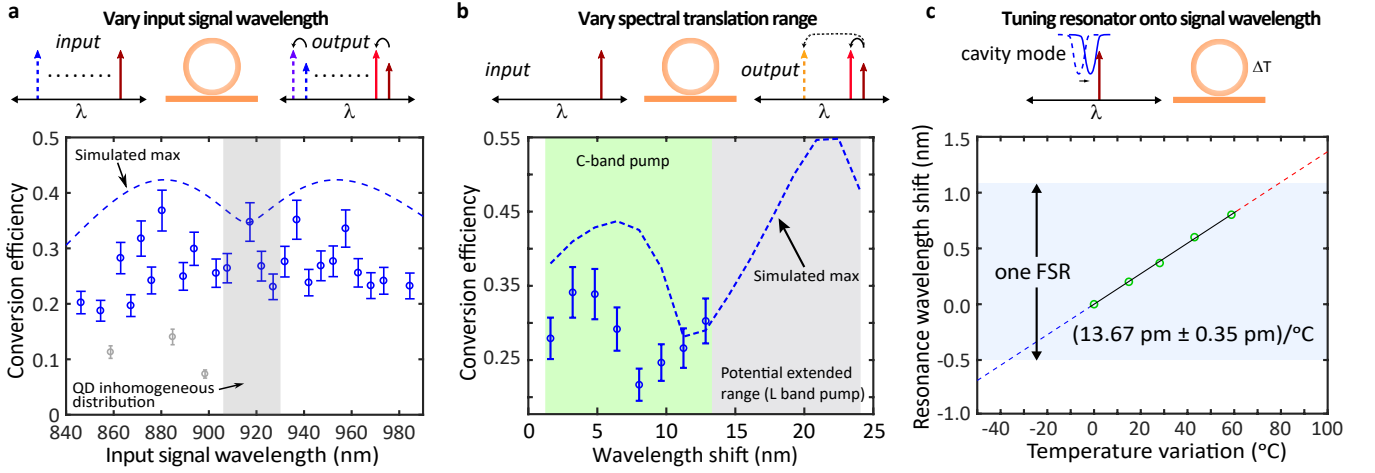 a
Vary input signal wavelength
input
output
λ
λ
0.5
0.4
0.3
0.2
0.1
0
Conversion efficiency
Simulated max
QD inhomogeneous
distribution
840 860 880 900 920 940 960 980
Input signal wavelength (nm)
b
Vary spectral translation range
input
output
λ
λ
0.55
0.45
0.35
0.25
Conversion efficiency
C-band pump
Simulated max
Potential extended
range (L band pump)
0 5 10 15 20 25
Wavelength shift (nm)
c
Tuning resonator onto signal wavelength
cavity mode
ΔT
λ
1.5
1.0
0.5
0.0
-0.5
-1.0
Resonance wavelength shift (nm)
one FSR
(13.67 pm ± 0.35 pm)/°C
-40 -20 0 20 40 60 80 100
Temperature variation (°C)